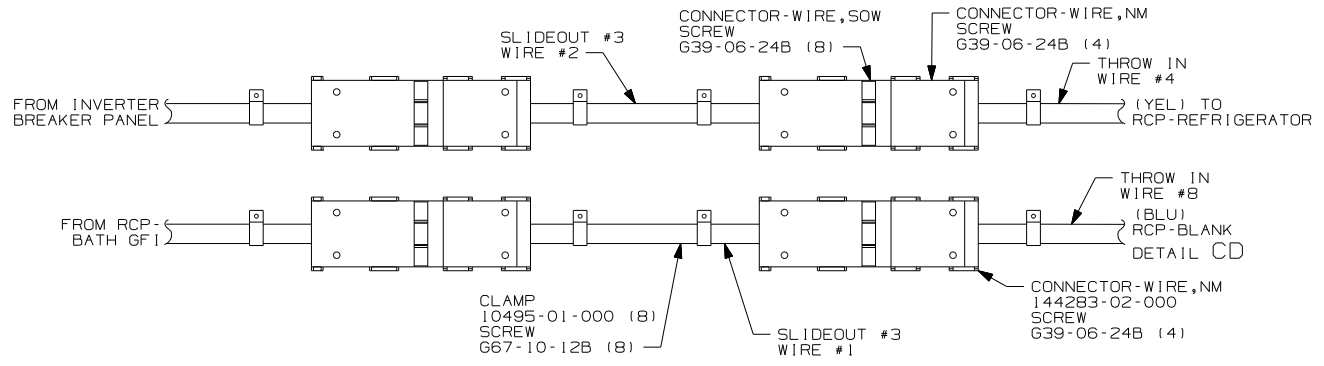 CONNECTOR-WIRE,SOW
SCREW
G39-06-24B (8)
CONNECTOR-WIRE,NM
SCREW
G39-06-24B (4)
SLIDEOUT #3
WIRE #2
THROW IN
WIRE #4
FROM INVERTER
BREAKER PANEL
(YEL) TO
RCP-REFRIGERATOR
THROW IN
WIRE #8
FROM RCP-
BATH GFI
(BLU)
RCP-BLANK
DETAIL CD
CLAMP
10495-01-000 (8)
SCREW
G67-10-12B (8)
SLIDEOUT #3
WIRE #1
CONNECTOR-WIRE,NM
144283-02-000
SCREW
G39-06-24B (4)